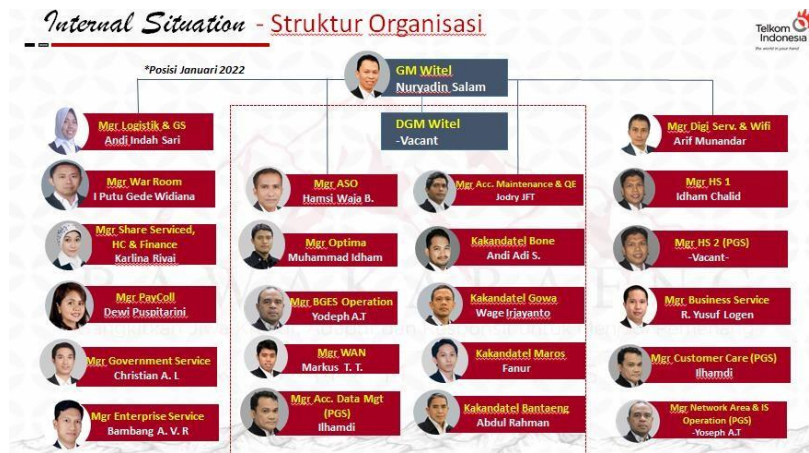 Internal Situation - Struktur Organisasi
Telkom
Indonesia
the world in your hand
*Posisi Januari 2022
GM Witel
Nuryadin Salam
DGM Witel
-Vacant
Mgr Logistik & GS
Andi Indah Sari
Mgr War Room
I Putu Gede Widiana
Mgr Share Serviced,
HC & Finance
Karlina Rivai
Mgr PayColl
Dewi Puspitarini
Mgr Government Service
Christian A. L
Mgr Enterprise Service
Bambang A. V. R
Mgr ASO
Hamsi Waja B.
Mgr Optima
Muhammad Idham
Mgr BGES Operation
Yodeph A.T
Mgr WAN
Markus T. T.
Mgr Acc. Data Mgt
(PGS)
Ilhamdi
Mgr Acc. Maintenance & QE
Jodry JFT
Kakandatel Bone
Andi Adi S.
Kakandatel Gowa
Wage Irjayanto
Kakandatel Maros
Fanur
Kakandatel Bantaeng
Abdul Rahman
Mgr Digi Serv. & Wifi
Arif Munandar
Mgr HS 1
Idham Chalid
Mgr HS 2 (PGS)
-Vacant-
Mgr Business Service
R. Yusuf Logen
Mgr Customer Care (PGS)
Ilhamdi
Mgr Network Area & IS
Operation (PGS)
-Yoseph A.T